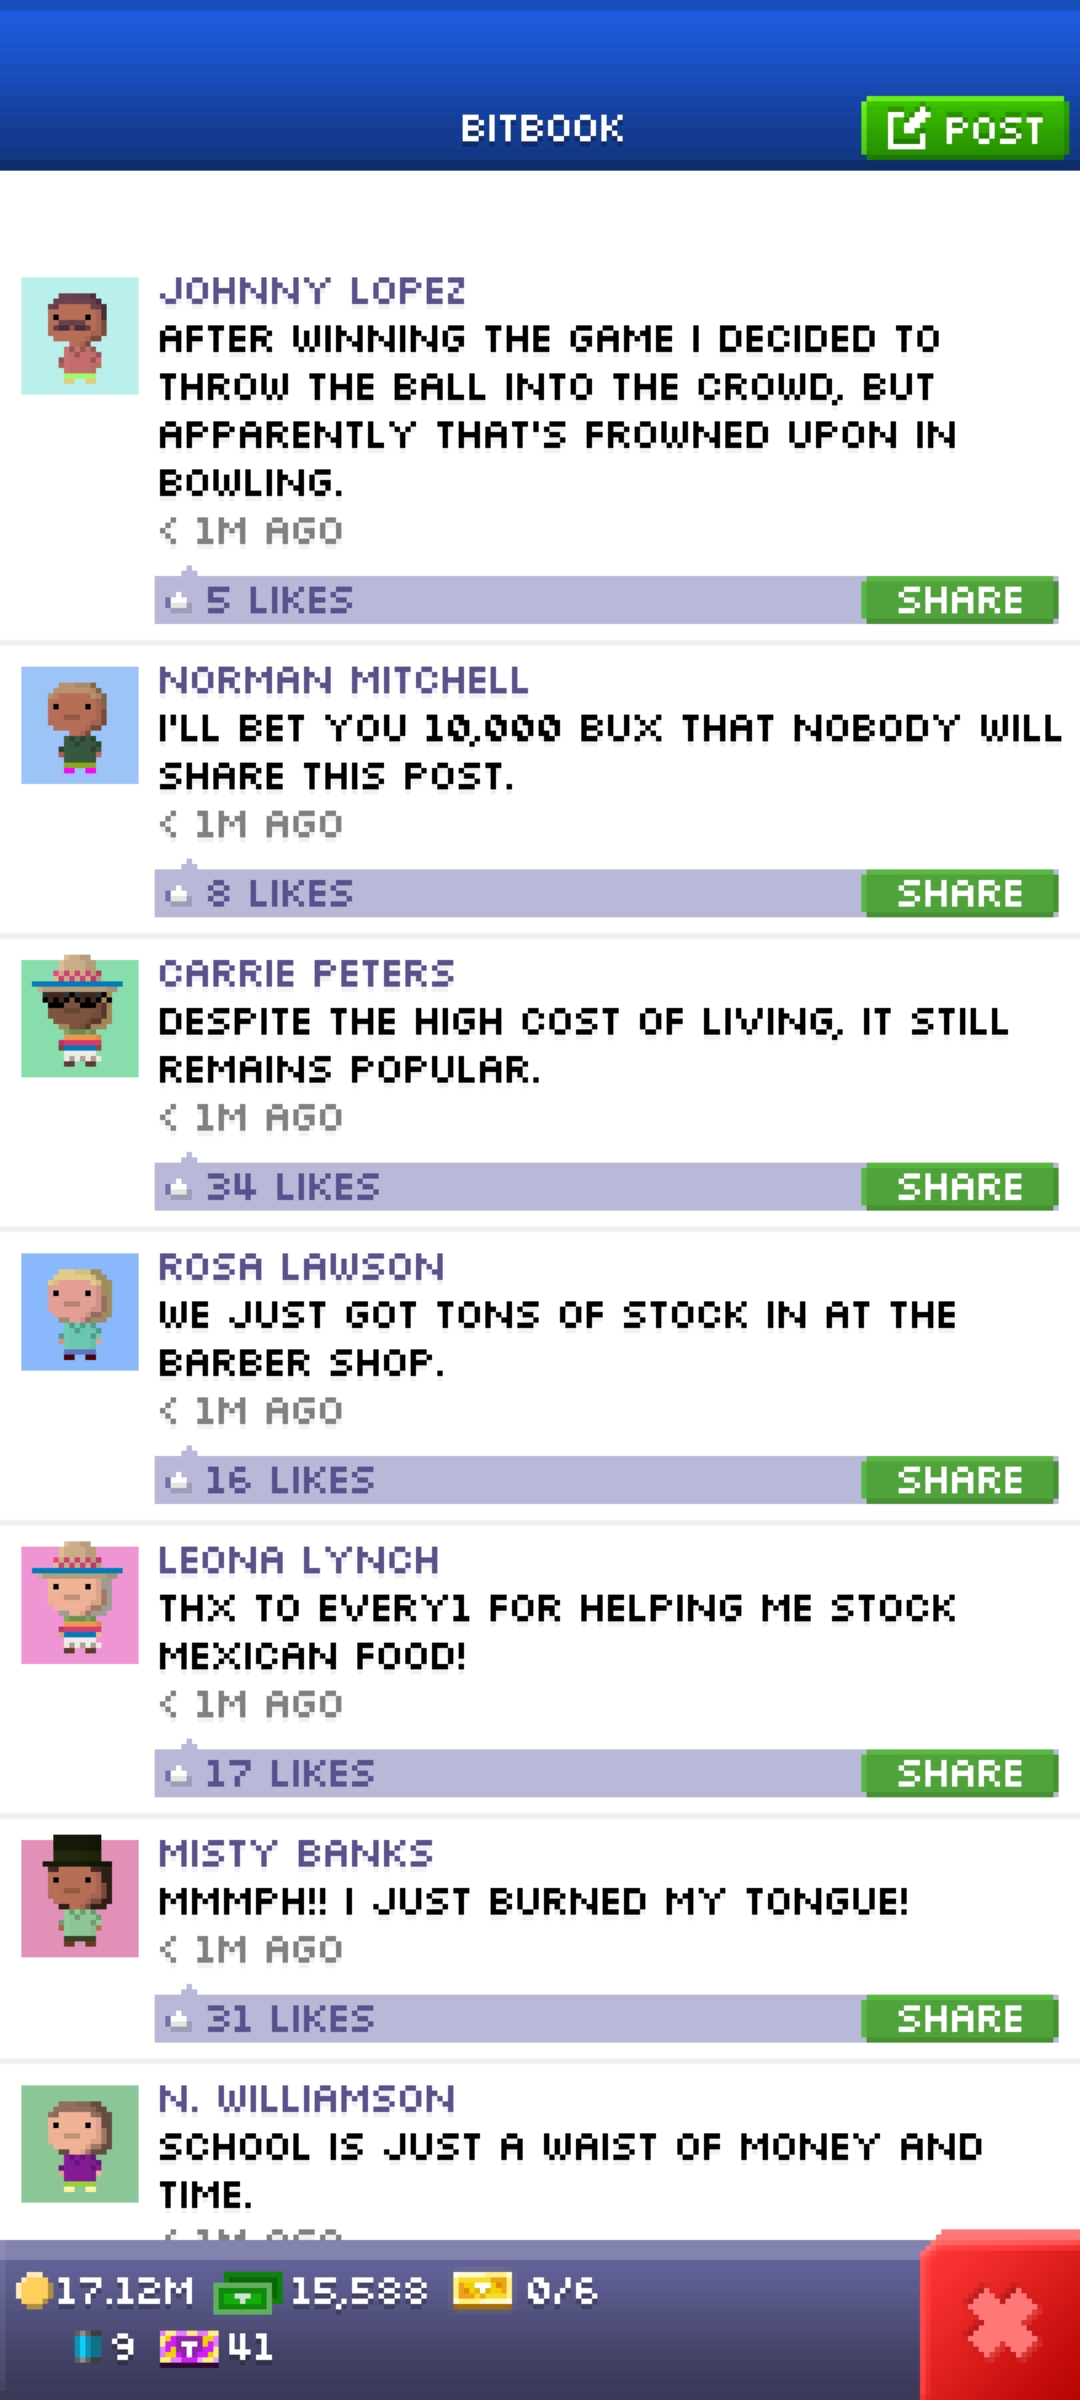 BITBOOK
POST
JOHNNY LOPEZ
AFTER WINNING THE GAME I DECIDED TO
THROW THE BALL INTO THE CROWD, BUT
APPARENTLY THAT'S FROWNED UPON IN
BOWLING.
< 1M AGO
5 LIKES
SHARE
NORMAN MITCHELL
I'LL BET YOU 10,000 BUX THAT NOBODY WILL
SHARE THIS POST.
< 1M AGO
8 LIKES
SHARE
CARRIE PETERS
DESPITE THE HIGH COST OF LIVING, IT STILL
REMAINS POPULAR.
< 1M AGO
34 LIKES
SHARE
ROSA LAWSON
WE JUST GOT TONS OF STOCK IN AT THE
BARBER SHOP.
< 1M AGO
16 LIKES
SHARE
LEONA LYNCH
THX TO EVERY1 FOR HELPING ME STOCK
MEXICAN FOOD!
< 1M AGO
17 LIKES
SHARE
MISTY BANKS
MMMPH!! I JUST BURNED MY TONGUE!
< 1M AGO
31 LIKES
SHARE
N. WILLIAMSON
SCHOOL IS JUST A WAIST OF MONEY AND
TIME.
< 1M AGO
17.12M 15,588 0/6
9 T 41